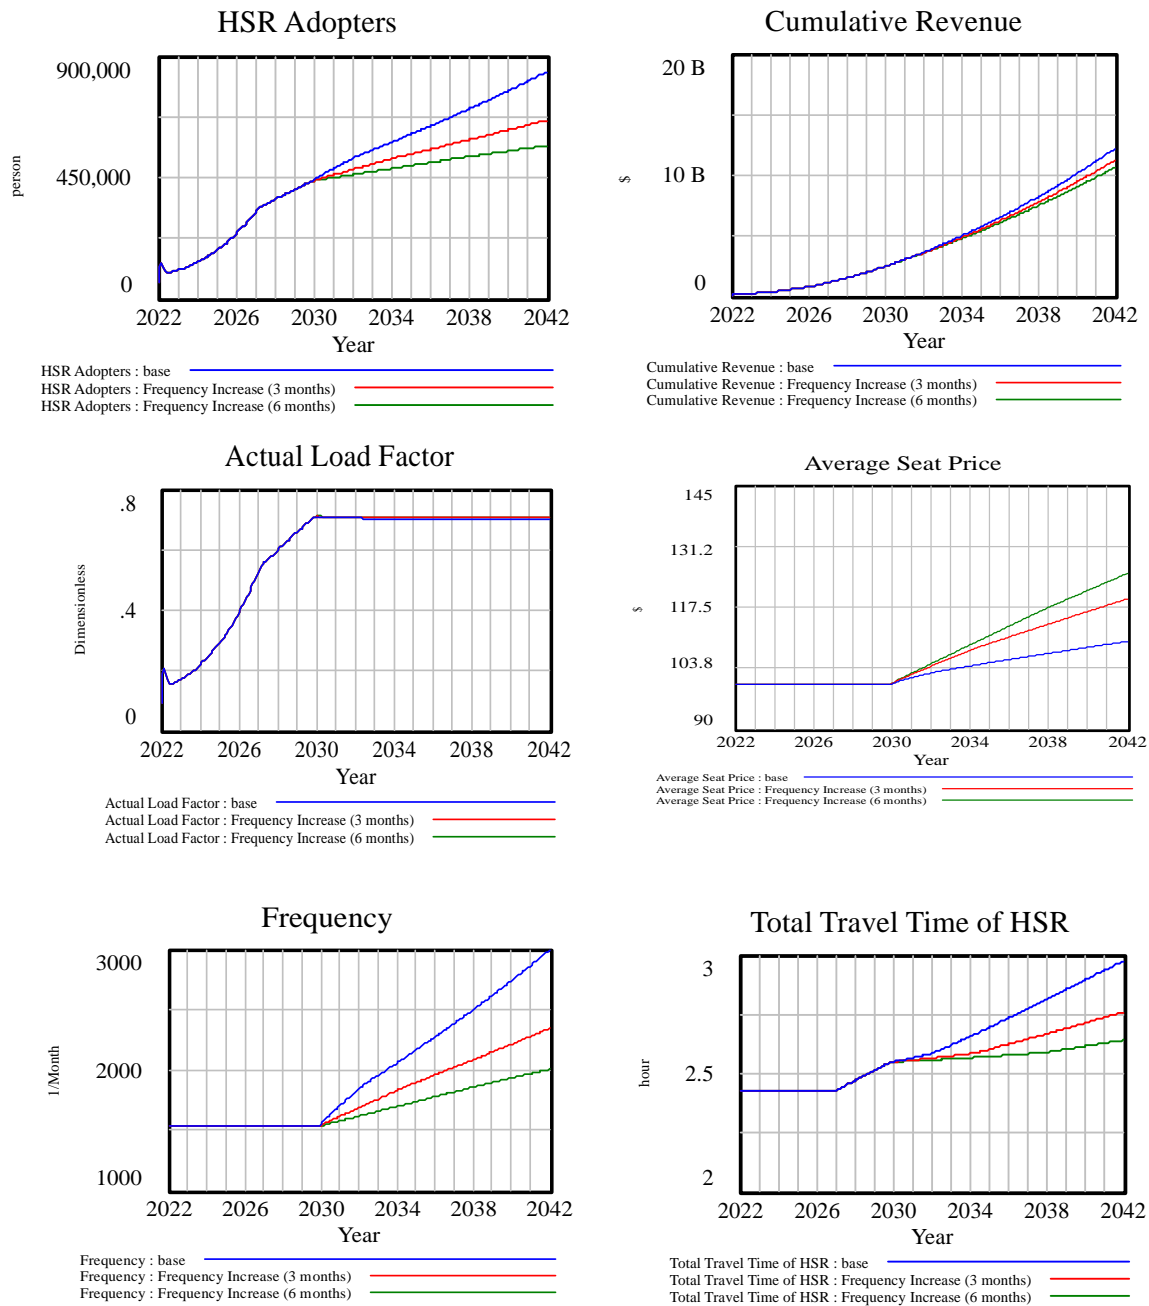 HSR Adopters
900,000
450,000
0
person
2022 2026 2030 2034 2038 2042
Year
HSR Adopters : base
HSR Adopters : Frequency Increase (3 months)
HSR Adopters : Frequency Increase (6 months)
Cumulative Revenue
20 B
10 B
0
$
2022 2026 2030 2034 2038 2042
Year
Cumulative Revenue : base
Cumulative Revenue : Frequency Increase (3 months)
Cumulative Revenue : Frequency Increase (6 months)
Actual Load Factor
.8
.4
0
Dimensionless
2022 2026 2030 2034 2038 2042
Year
Actual Load Factor : base
Actual Load Factor : Frequency Increase (3 months)
Actual Load Factor : Frequency Increase (6 months)
Average Seat Price
145
131.2
117.5
103.8
90
$
2022 2026 2030 2034 2038 2042
Year
Average Seat Price : base
Average Seat Price : Frequency Increase (3 months)
Average Seat Price : Frequency Increase (6 months)
Frequency
3000
2000
1000
1/Month
2022 2026 2030 2034 2038 2042
Year
Frequency : base
Frequency : Frequency Increase (3 months)
Frequency : Frequency Increase (6 months)
Total Travel Time of HSR
3
2.5
2
hour
2022 2026 2030 2034 2038 2042
Year
Total Travel Time of HSR : base
Total Travel Time of HSR : Frequency Increase (3 months)
Total Travel Time of HSR : Frequency Increase (6 months)